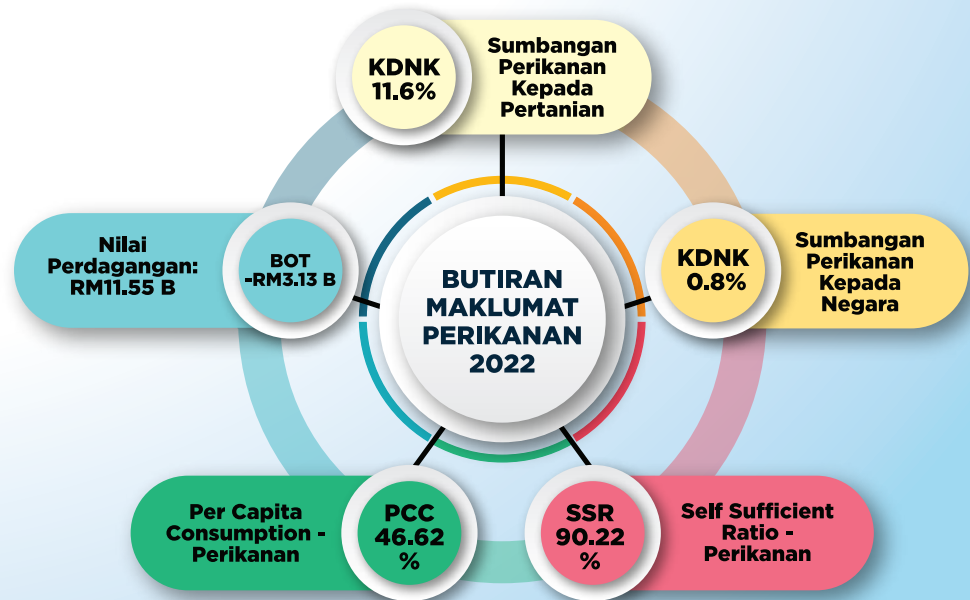 KDNK
11.6%
Sumbangan
Perikanan
Kepada
Pertanian
Nilai
Perdagangan:
RM11.55 B
BOT
-RM3.13 B
BUTIRAN
MAKLUMAT
PERIKANAN
2022
KDNK
0.8%
Sumbangan
Perikanan
Kepada
Negara
Per Capita
Consumption -
Perikanan
PCC
46.62
%
SSR
90.22
%
Self Sufficient
Ratio -
Perikanan